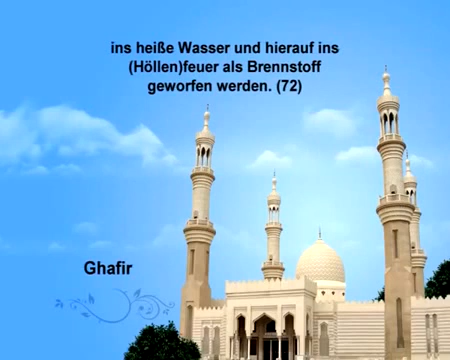 ins heiße Wasser und hierauf ins
(Höllen)feuer als Brennstoff
geworfen werden. (72)
Ghafir